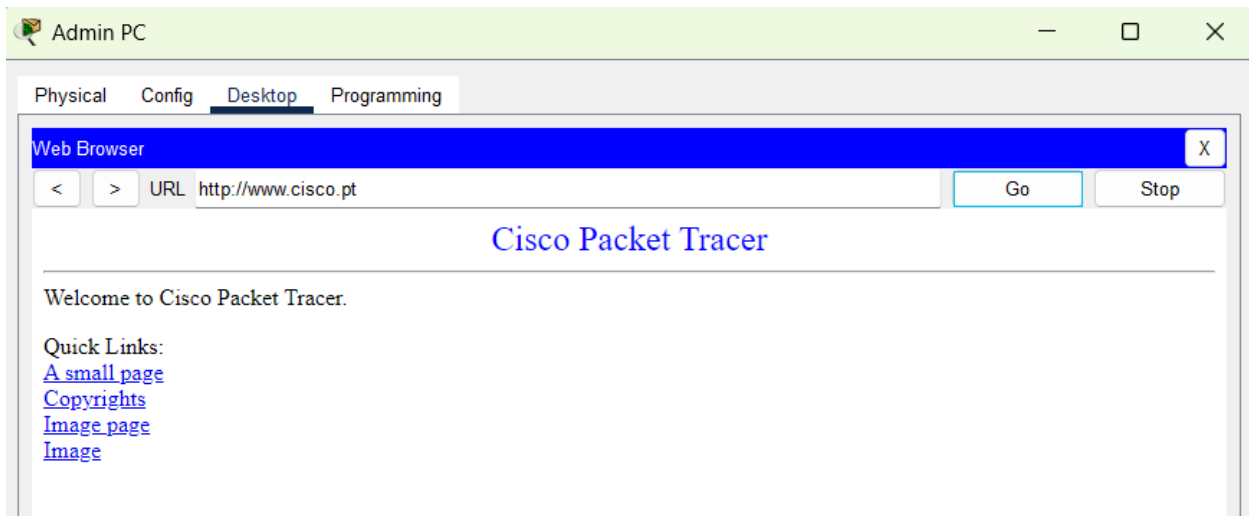 Admin PC
Physical Config Desktop Programming
Web Browser X
< > URL http://www.cisco.pt Go Stop
Cisco Packet Tracer
Welcome to Cisco Packet Tracer.
Quick Links:
A small page
Copyrights
Image page
Image